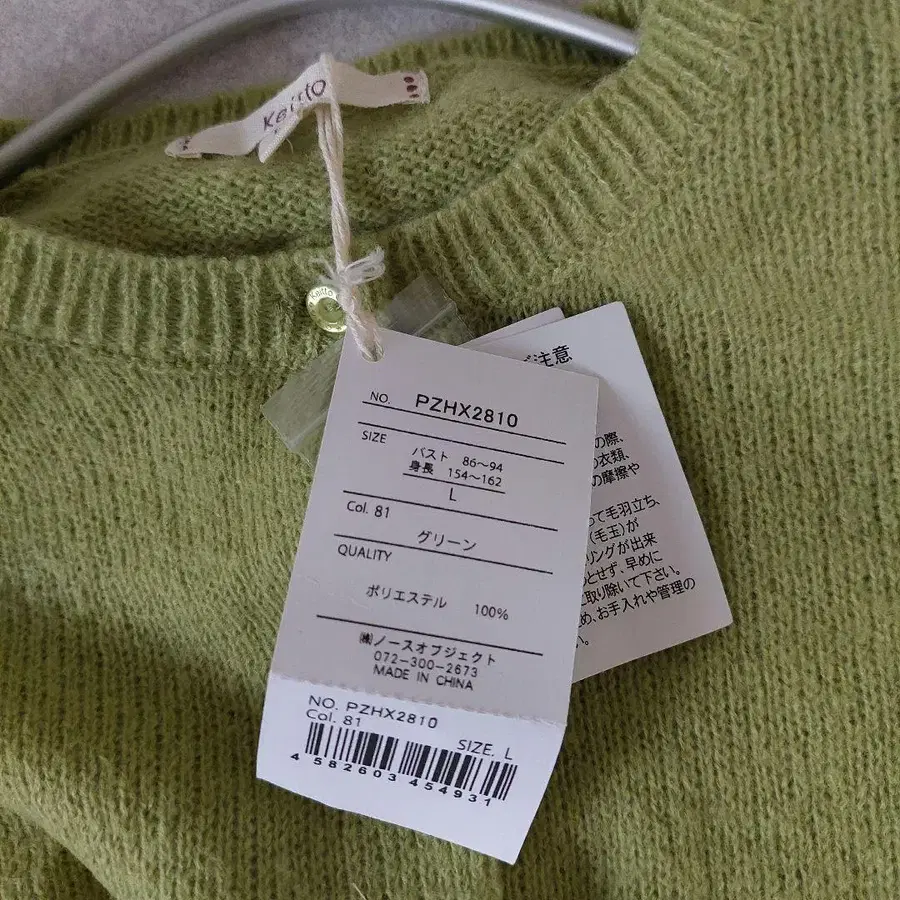 Keitto
Keitto
NO. PZHX2810
SIZE
バスト 86〜94
身長 154〜162
L
Col. 81
グリーン
QUALITY
ポリエステル 100%
㈱ノースオブジェクト
072-300-2673
MADE IN CHINA
NO. PZHX2810
Col. 81
SIZE. L
4 582603 454931
ご注意
の際、
の衣類、
の摩擦や
って毛羽立ち、
(毛玉)が
リングが出来
とせず、早めに
に取り除いて下さい。
め、お手入れや管理の
い。